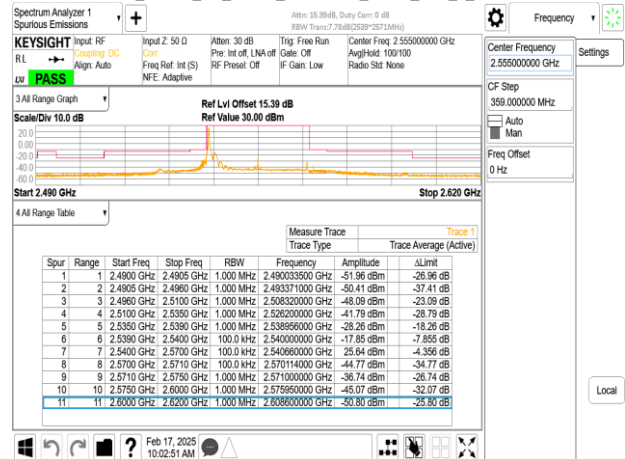 Spectrum Analyzer 1
Spurious Emissions
Attn: 15.39dB, Duty Corr: 0 dB
RBW Trans:7.78dB(2539~2571MHz)
Frequency
KEYSIGHT
RL
PASS
Input: RF
Coupling: DC
Align: Auto
Input Z: 50 Ω
Corr
Freq Ref: Int (S)
NFE: Adaptive
Atten: 30 dB
Pre: Int off, LNA off
RF Preset: Off
Trig: Free Run
Gate: Off
IF Gain: Low
Center Freq: 2.555000000 GHz
Avg|Hold: 100/100
Radio Std: None
Center Frequency
2.555000000 GHz
Settings
CF Step
359.000000 MHz
Auto
Man
Freq Offset
0 Hz
3 All Range Graph
Scale/Div 10.0 dB
Ref Lvl Offset 15.39 dB
Ref Value 30.00 dBm
20.0
0.00
-20.0
-40.0
-60.0
Start 2.490 GHz
Stop 2.620 GHz
4 All Range Table
Measure Trace Trace 1
Trace Type Trace Average (Active)
Spur Range Start Freq Stop Freq RBW Frequency Amplitude ΔLimit
1 1 2.4900 GHz 2.4905 GHz 1.000 MHz 2.490033500 GHz -51.96 dBm -26.96 dB
2 2 2.4905 GHz 2.4960 GHz 1.000 MHz 2.493371000 GHz -50.41 dBm -37.41 dB
3 3 2.4960 GHz 2.5100 GHz 1.000 MHz 2.508320000 GHz -48.09 dBm -23.09 dB
4 4 2.5100 GHz 2.5350 GHz 1.000 MHz 2.526200000 GHz -41.79 dBm -28.79 dB
5 5 2.5350 GHz 2.5390 GHz 1.000 MHz 2.538956000 GHz -28.26 dBm -18.26 dB
6 6 2.5390 GHz 2.5400 GHz 100.0 kHz 2.540000000 GHz -17.85 dBm -7.855 dB
7 7 2.5400 GHz 2.5700 GHz 100.0 kHz 2.540660000 GHz 25.64 dBm -4.356 dB
8 8 2.5700 GHz 2.5710 GHz 100.0 kHz 2.570114000 GHz -44.77 dBm -34.77 dB
9 9 2.5710 GHz 2.5750 GHz 1.000 MHz 2.571000000 GHz -36.74 dBm -26.74 dB
10 10 2.5750 GHz 2.6000 GHz 1.000 MHz 2.575950000 GHz -45.07 dBm -32.07 dB
11 11 2.6000 GHz 2.6200 GHz 1.000 MHz 2.608600000 GHz -50.80 dBm -25.80 dB
Local
Feb 17, 2025
10:02:51 AM